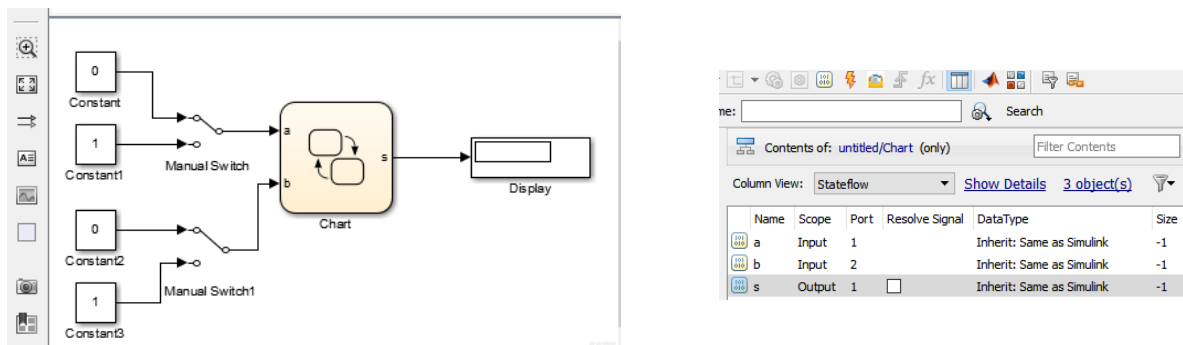 0
Constant
1
Constant1
Manual Switch
a
b
s
Chart
Display
0
Constant2
1
Constant3
Manual Switch1
A
fx
me:
Search
Contents of: untitled/Chart (only)
Filter Contents
Column View: Stateflow Show Details 3 object(s)
Name Scope Port Resolve Signal DataType Size
a Input 1 Inherit: Same as Simulink -1
b Input 2 Inherit: Same as Simulink -1
s Output 1 Inherit: Same as Simulink -1